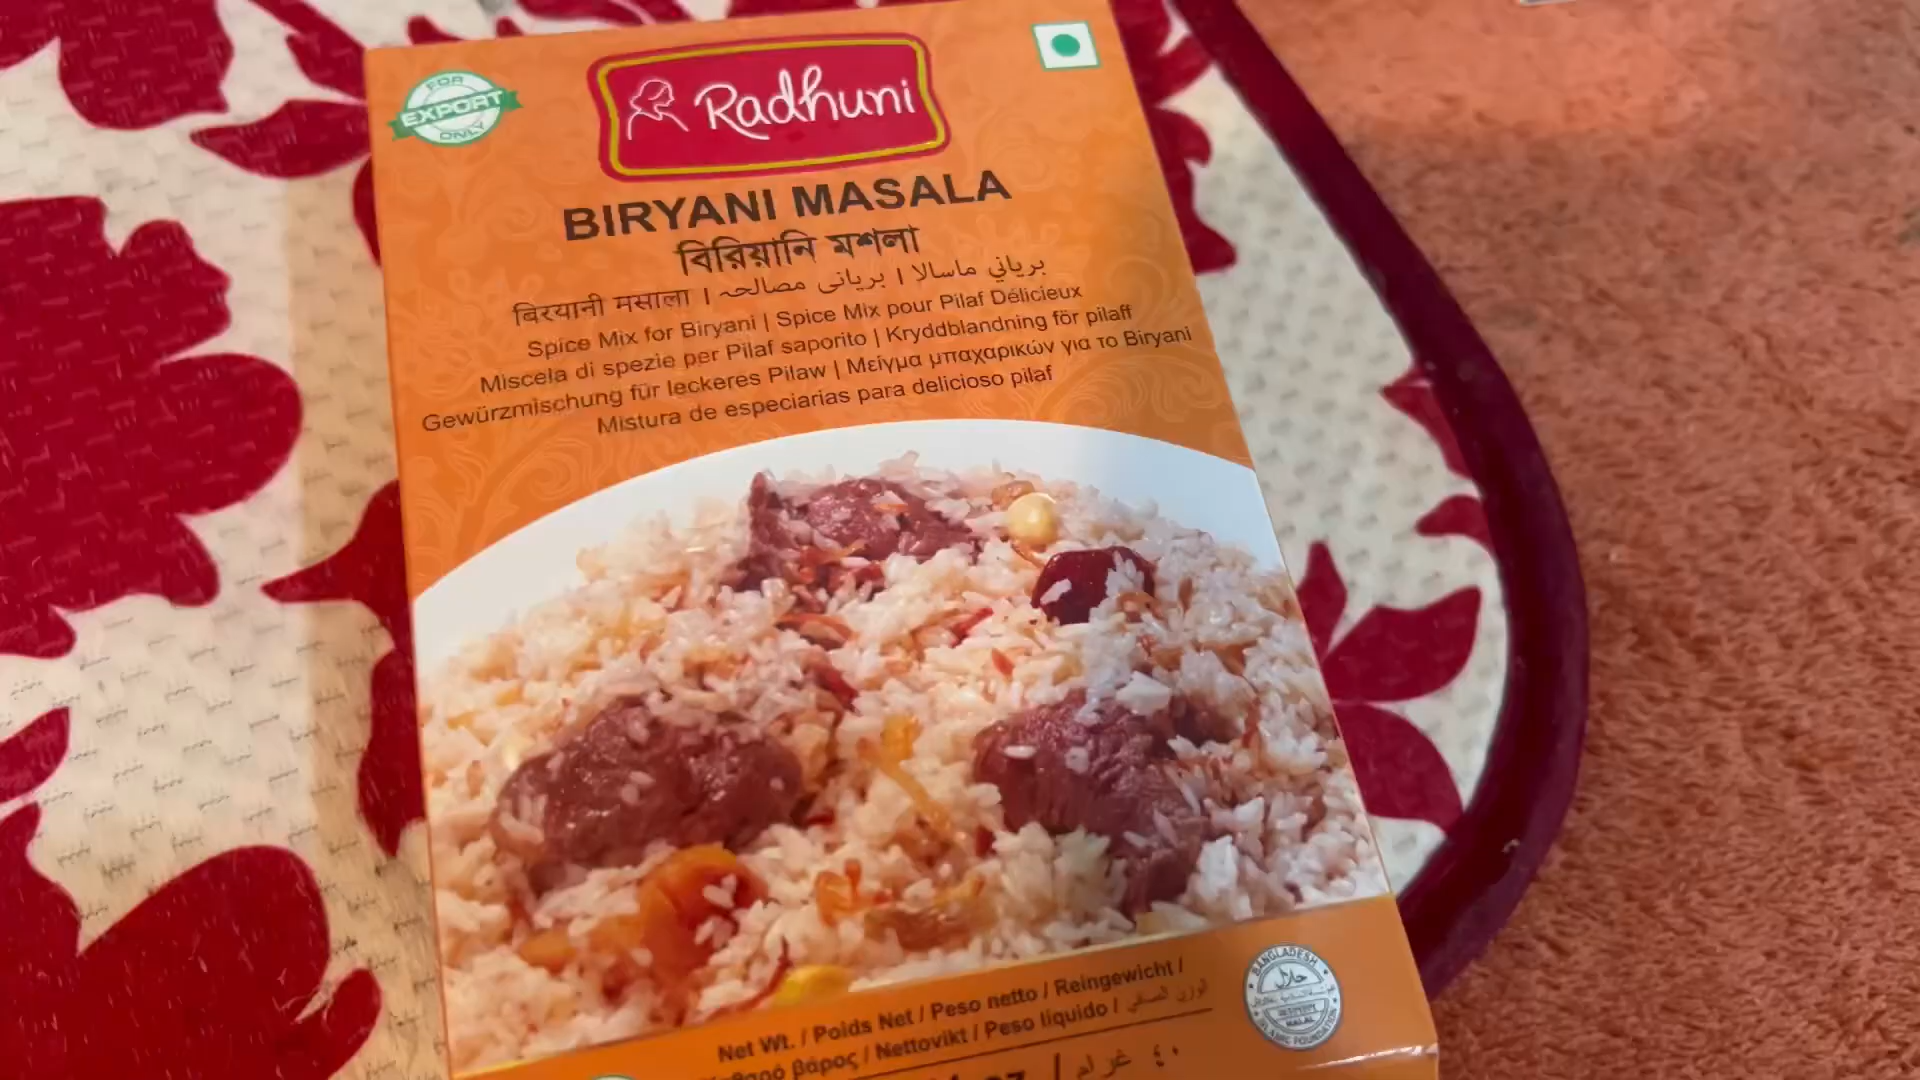 FOR
EXPORT
ONLY
Radhuni
BIRYANI MASALA
বিরিয়ানি মশলা
बिरयानी मसाला | برياني ماسالا | بریانی مصالحہ
Spice Mix for Biryani | Spice Mix pour Pilaf Délicieux
Miscela di spezie per Pilaf saporito | Kryddblandning för pilaff
Gewürzmischung für leckeres Pilaw | Μείγμα μπαχαρικών για το Biryani
Mistura de especiarias para delicioso pilaf
Net Wt. / Poids Net / Peso netto / Reingewicht /
βάρος / Nettovikt / Peso líquido / الوزن الصافي
٤٠ غرام
BANGLADESH
حلال
HALAL
ISLAMIC FOUNDATION